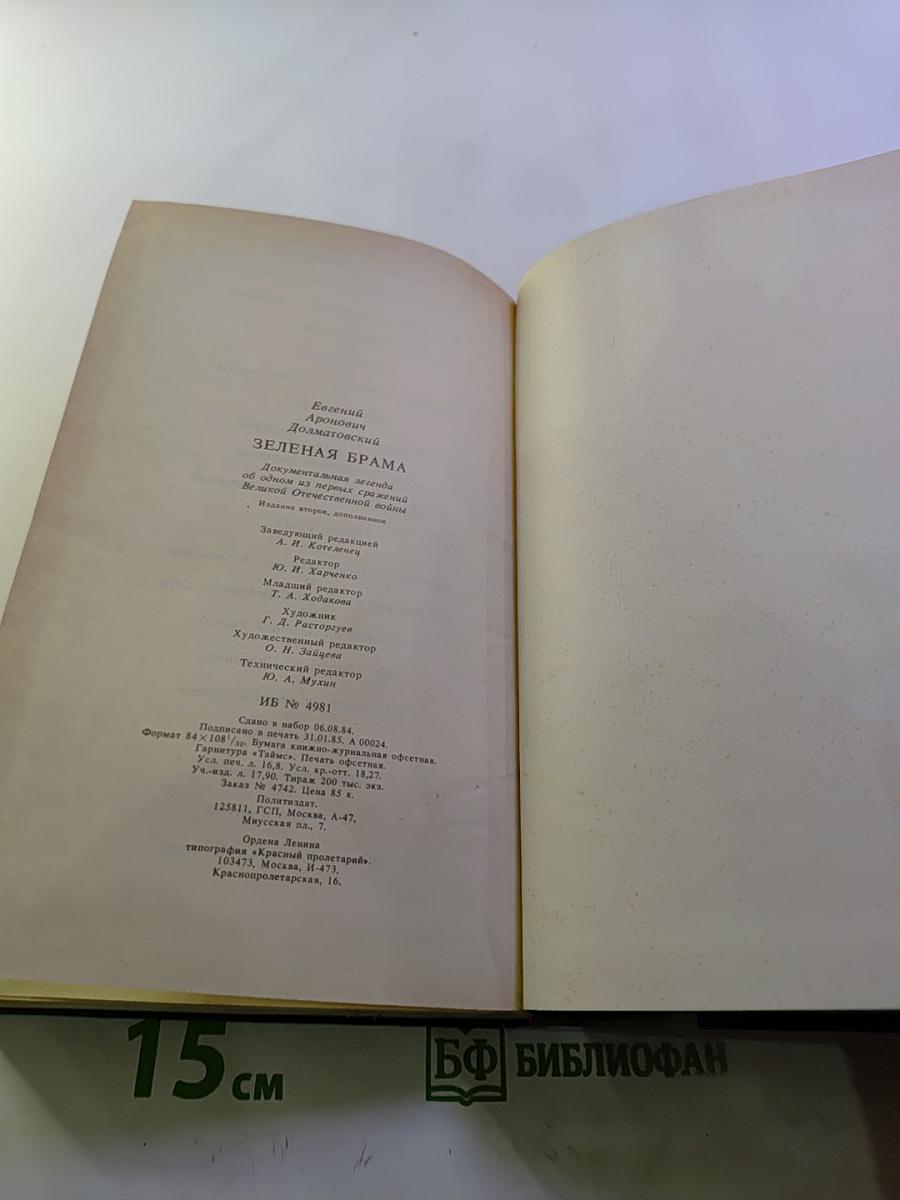 Евгений
Аронович
Долматовский
ЗЕЛЕНАЯ БРАМА
Документальная легенда
об одном из первых сражений
Великой Отечественной войны
Издание второе, дополненное
Заведующий редакцией
А. И. Котеленец
Редактор
Ю. И. Харченко
Младший редактор
Т. А. Ходакова
Художник
Г. Д. Расторгуев
Художественный редактор
О. Н. Зайцева
Технический редактор
Ю. А. Мухин
ИБ № 4981
Сдано в набор 06.08.84.
Подписано в печать 31.01.85. А 00024.
Формат 84×108¹/₃₂. Бумага книжно-журнальная офсетная.
Гарнитура «Таймс». Печать офсетная.
Усл. печ. л. 16,8. Усл. кр.-отт. 18,27.
Уч.-изд. л. 17,90. Тираж 200 тыс. экз.
Заказ № 4742. Цена 85 к.
Политиздат.
125811, ГСП, Москва, А-47,
Миусская пл., 7.
Ордена Ленина
типография «Красный пролетарий».
103473, Москва, И-473,
Краснопролетарская, 16.
15 см
БФ БИБЛИОФАН